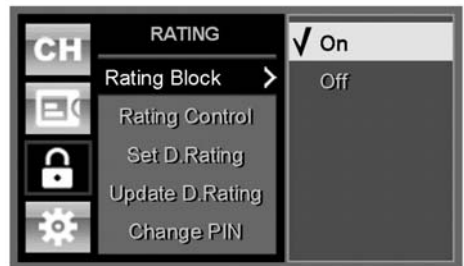 CH
RATING
Rating Block >
Rating Control
Set D.Rating
Update D.Rating
Change PIN
√ On
Off